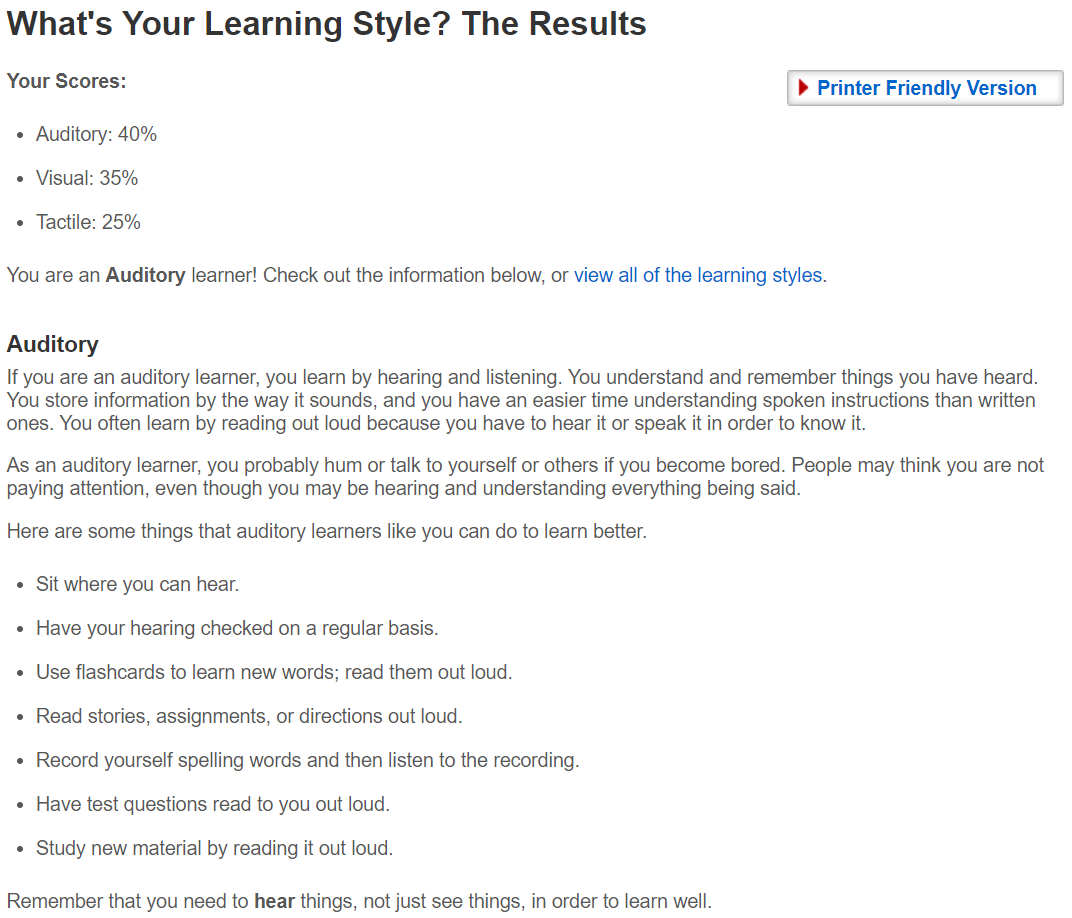 What's Your Learning Style? The Results
Your Scores:
Printer Friendly Version
Auditory: 40%
Visual: 35%
Tactile: 25%
You are an Auditory learner! Check out the information below, or view all of the learning styles.
Auditory
If you are an auditory learner, you learn by hearing and listening. You understand and remember things you have heard.
You store information by the way it sounds, and you have an easier time understanding spoken instructions than written
ones. You often learn by reading out loud because you have to hear it or speak it in order to know it.
As an auditory learner, you probably hum or talk to yourself or others if you become bored. People may think you are not
paying attention, even though you may be hearing and understanding everything being said.
Here are some things that auditory learners like you can do to learn better.
Sit where you can hear.
Have your hearing checked on a regular basis.
Use flashcards to learn new words; read them out loud.
Read stories, assignments, or directions out loud.
Record yourself spelling words and then listen to the recording.
Have test questions read to you out loud.
Study new material by reading it out loud.
Remember that you need to hear things, not just see things, in order to learn well.